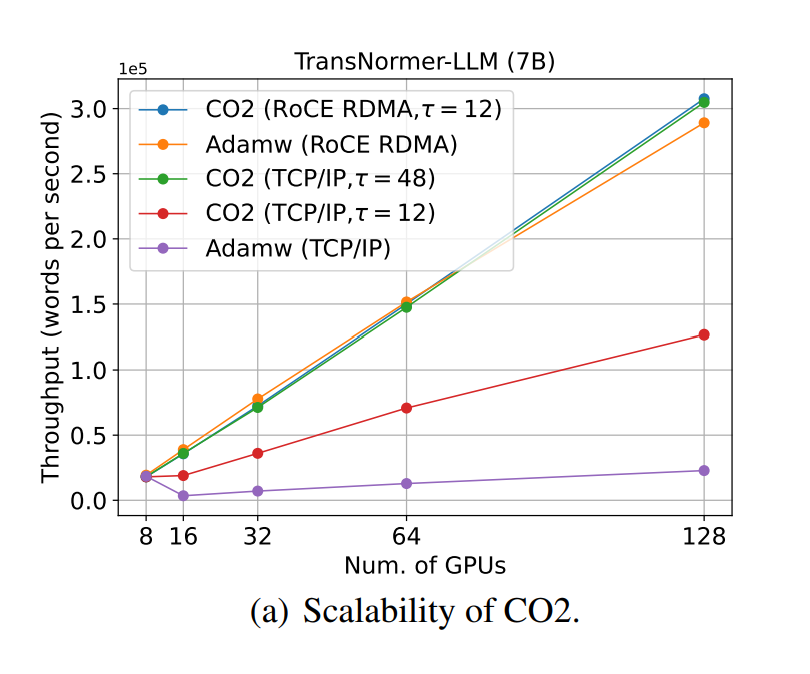 TransNormer-LLM (7B)
1e5
3.0
2.5
2.0
1.5
1.0
0.5
0.0
Throughput (words per second)
CO2 (RoCE RDMA,τ = 12)
Adamw (RoCE RDMA)
CO2 (TCP/IP,τ = 48)
CO2 (TCP/IP,τ = 12)
Adamw (TCP/IP)
8 16 32 64 128
Num. of GPUs
(a) Scalability of CO2.